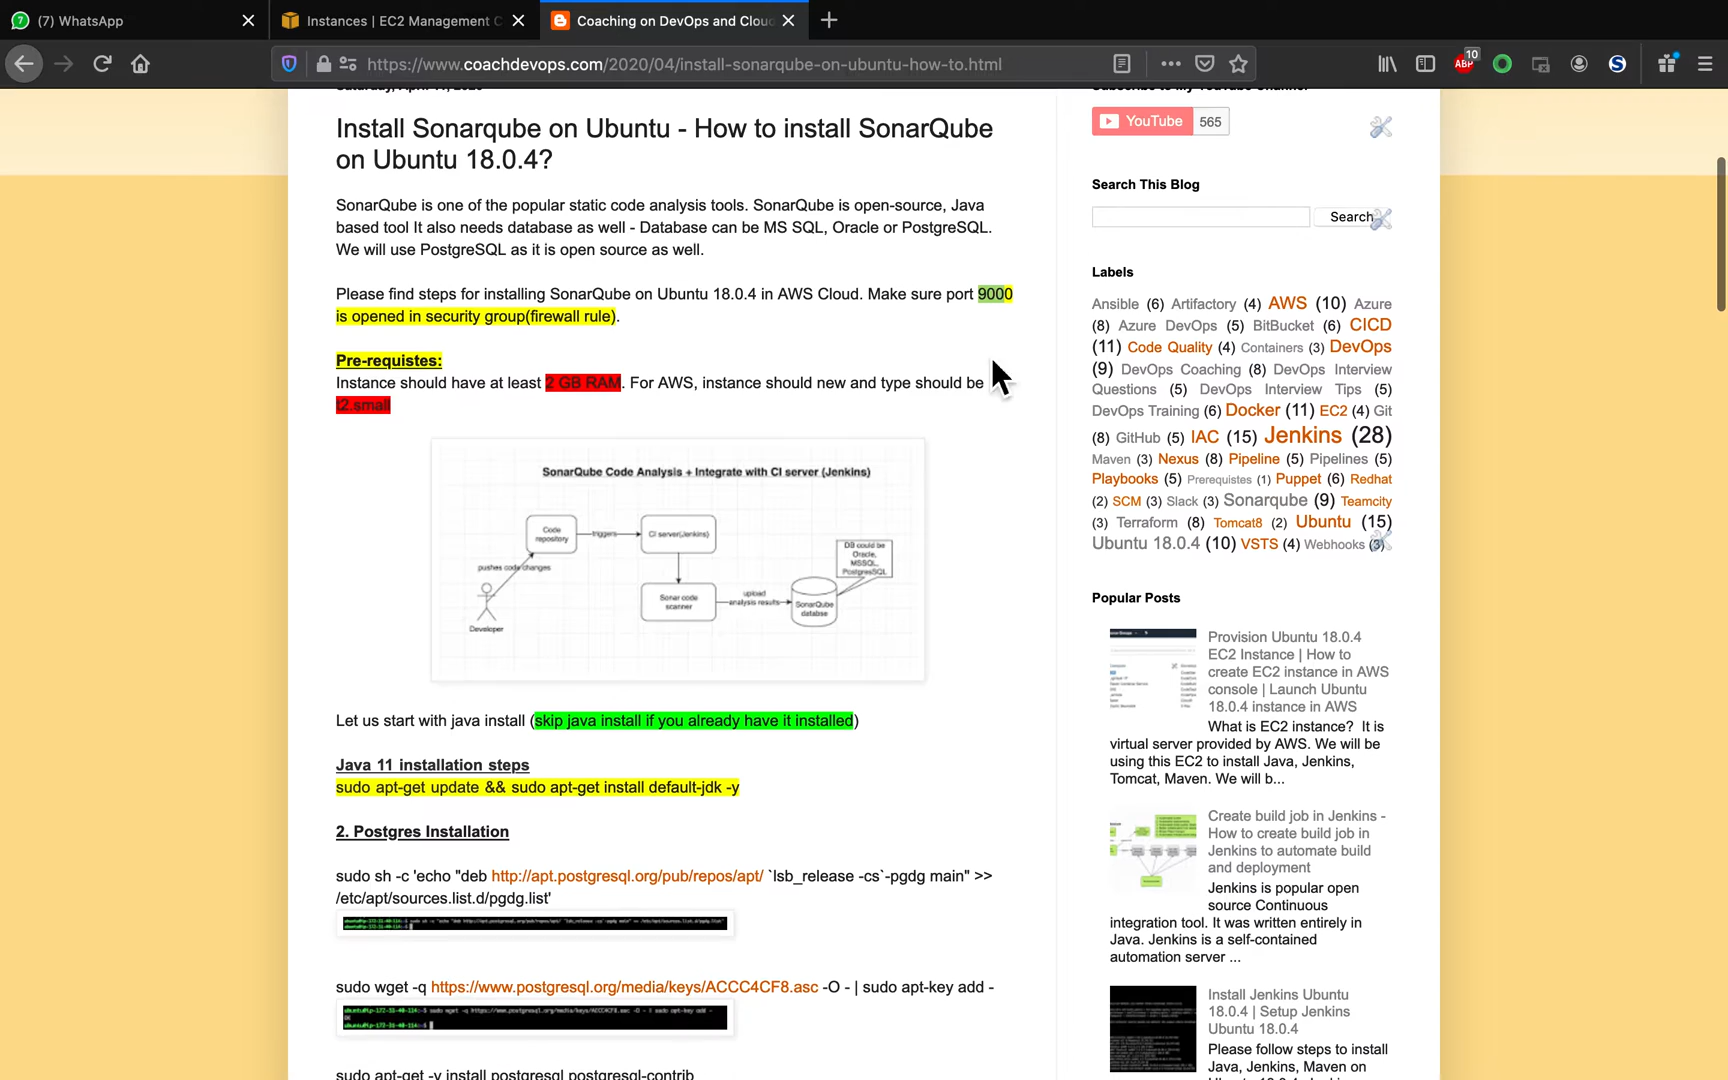 (7) WhatsApp
Instances | EC2 Management C
Coaching on DevOps and Cloud
https://www.coachdevops.com/2020/04/install-sonarqube-on-ubuntu-how-to.html
10
ABP
Install Sonarqube on Ubuntu - How to install SonarQube
on Ubuntu 18.0.4?
SonarQube is one of the popular static code analysis tools. SonarQube is open-source, Java
based tool It also needs database as well - Database can be MS SQL, Oracle or PostgreSQL.
We will use PostgreSQL as it is open source as well.
Please find steps for installing SonarQube on Ubuntu 18.0.4 in AWS Cloud. Make sure port 9000
is opened in security group(firewall rule).
Pre-requistes:
Instance should have at least 2 GB RAM. For AWS, instance should new and type should be
t2.small
SonarQube Code Analysis + Integrate with CI server (Jenkins)
Code
repository
triggers
CI server(Jenkins)
DB could be
Oracle,
MSSQL,
PostgresSQL
pushes code changes
Sonar code
scanner
upload
analysis results
SonarQube
databse
Developer
Let us start with java install (skip java install if you already have it installed)
Java 11 installation steps
sudo apt-get update && sudo apt-get install default-jdk -y
2. Postgres Installation
sudo sh -c 'echo "deb http://apt.postgresql.org/pub/repos/apt/ `lsb_release -cs`-pgdg main" >>
/etc/apt/sources.list.d/pgdg.list'
sudo wget -q https://www.postgresql.org/media/keys/ACCC4CF8.asc -O - | sudo apt-key add -
sudo apt-get -y install postgresql postgresql-contrib
YouTube 565
Search This Blog
Search
Labels
Ansible (6) Artifactory (4) AWS (10) Azure
(8) Azure DevOps (5) BitBucket (6) CICD
(11) Code Quality (4) Containers (3) DevOps
(9) DevOps Coaching (8) DevOps Interview
Questions (5) DevOps Interview Tips (5)
DevOps Training (6) Docker (11) EC2 (4) Git
(8) GitHub (5) IAC (15) Jenkins (28)
Maven (3) Nexus (8) Pipeline (5) Pipelines (5)
Playbooks (5) Prerequistes (1) Puppet (6) Redhat
(2) SCM (3) Slack (3) Sonarqube (9) Teamcity
(3) Terraform (8) Tomcat8 (2) Ubuntu (15)
Ubuntu 18.0.4 (10) VSTS (4) Webhooks (3)
Popular Posts
Provision Ubuntu 18.0.4
EC2 Instance | How to
create EC2 instance in AWS
console | Launch Ubuntu
18.0.4 instance in AWS
What is EC2 instance? It is
virtual server provided by AWS. We will be
using this EC2 to install Java, Jenkins,
Tomcat, Maven. We will b...
Create build job in Jenkins -
How to create build job in
Jenkins to automate build
and deployment
Jenkins is popular open
source Continuous
integration tool. It was written entirely in
Java. Jenkins is a self-contained
automation server ...
Install Jenkins Ubuntu
18.0.4 | Setup Jenkins
Ubuntu 18.0.4
Please follow steps to install
Java, Jenkins, Maven on